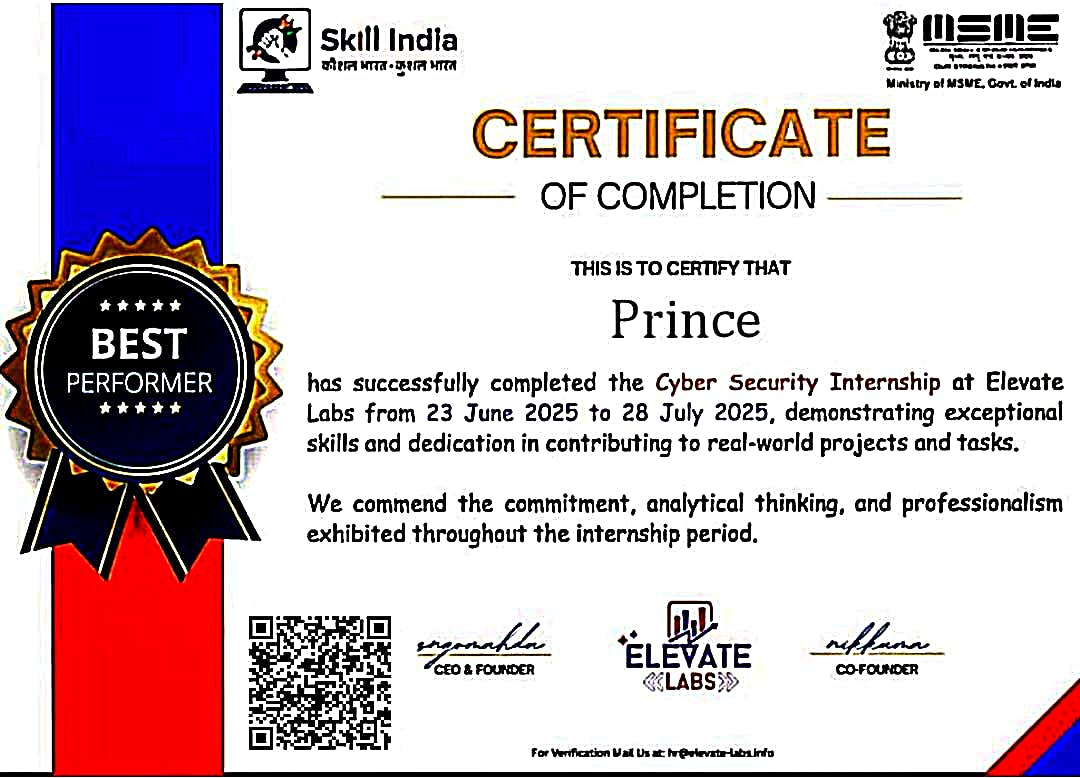 Skill India
कौशल भारत - कुशल भारत
MSME
Ministry of MSME, Govt. of India
CERTIFICATE
OF COMPLETION
THIS IS TO CERTIFY THAT
Prince
BEST
PERFORMER
has successfully completed the Cyber Security Internship at Elevate
Labs from 23 June 2025 to 28 July 2025, demonstrating exceptional
skills and dedication in contributing to real-world projects and tasks.
We commend the commitment, analytical thinking, and professionalism
exhibited throughout the internship period.
CEO & FOUNDER
ELEVATE
LABS
CO-FOUNDER
For Verification Mail Us at: hr@elevate-labs.info